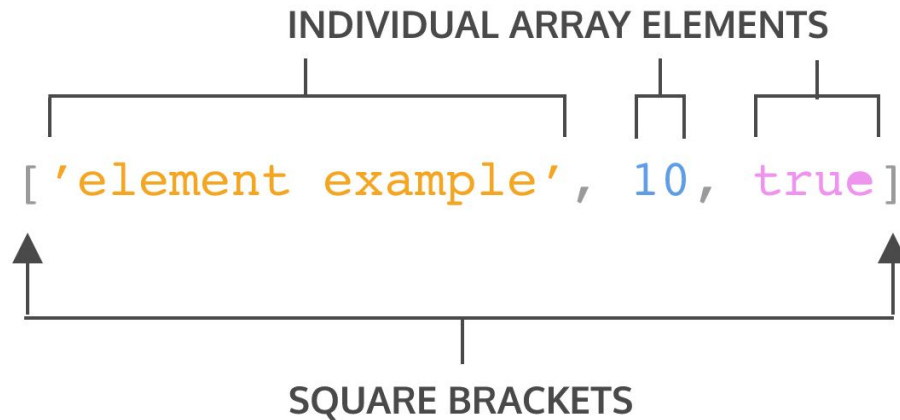 INDIVIDUAL ARRAY ELEMENTS
['element example', 10, true]
SQUARE BRACKETS